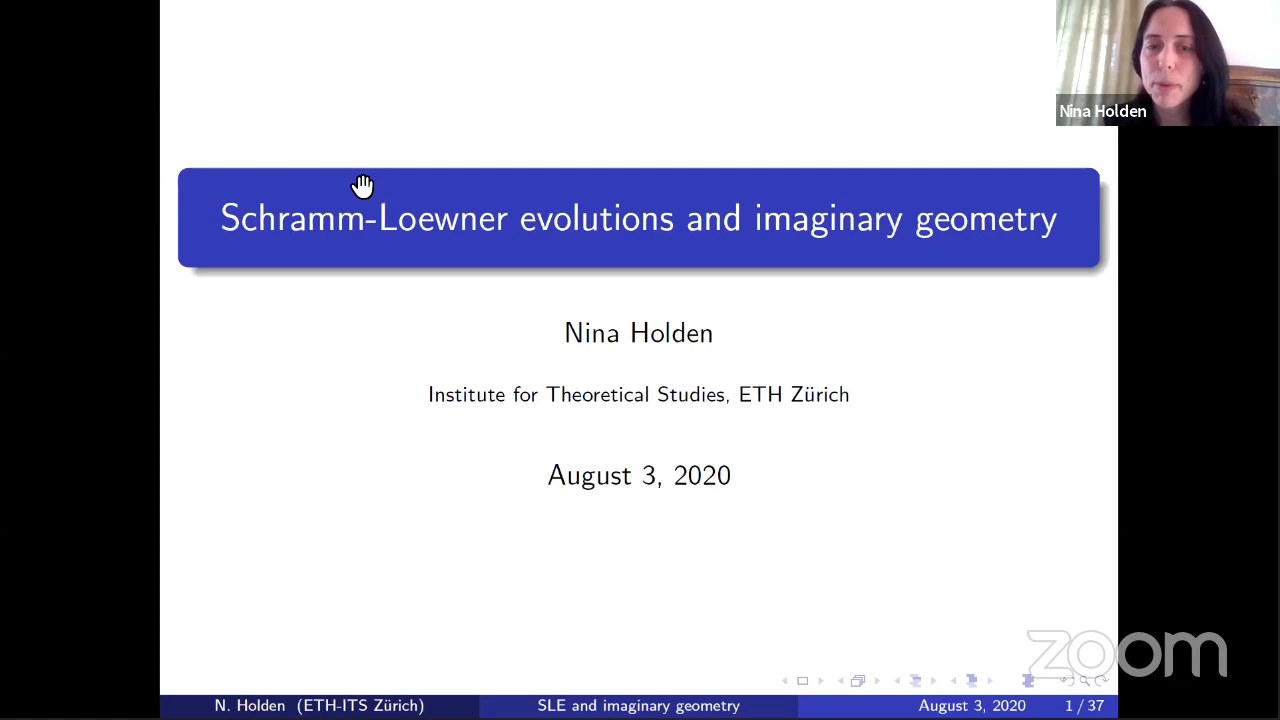 Nina Holden
Schramm-Loewner evolutions and imaginary geometry
Nina Holden
Institute for Theoretical Studies, ETH Zürich
August 3, 2020
zoom
N. Holden (ETH-ITS Zürich) SLE and imaginary geometry August 3, 2020 1 / 37